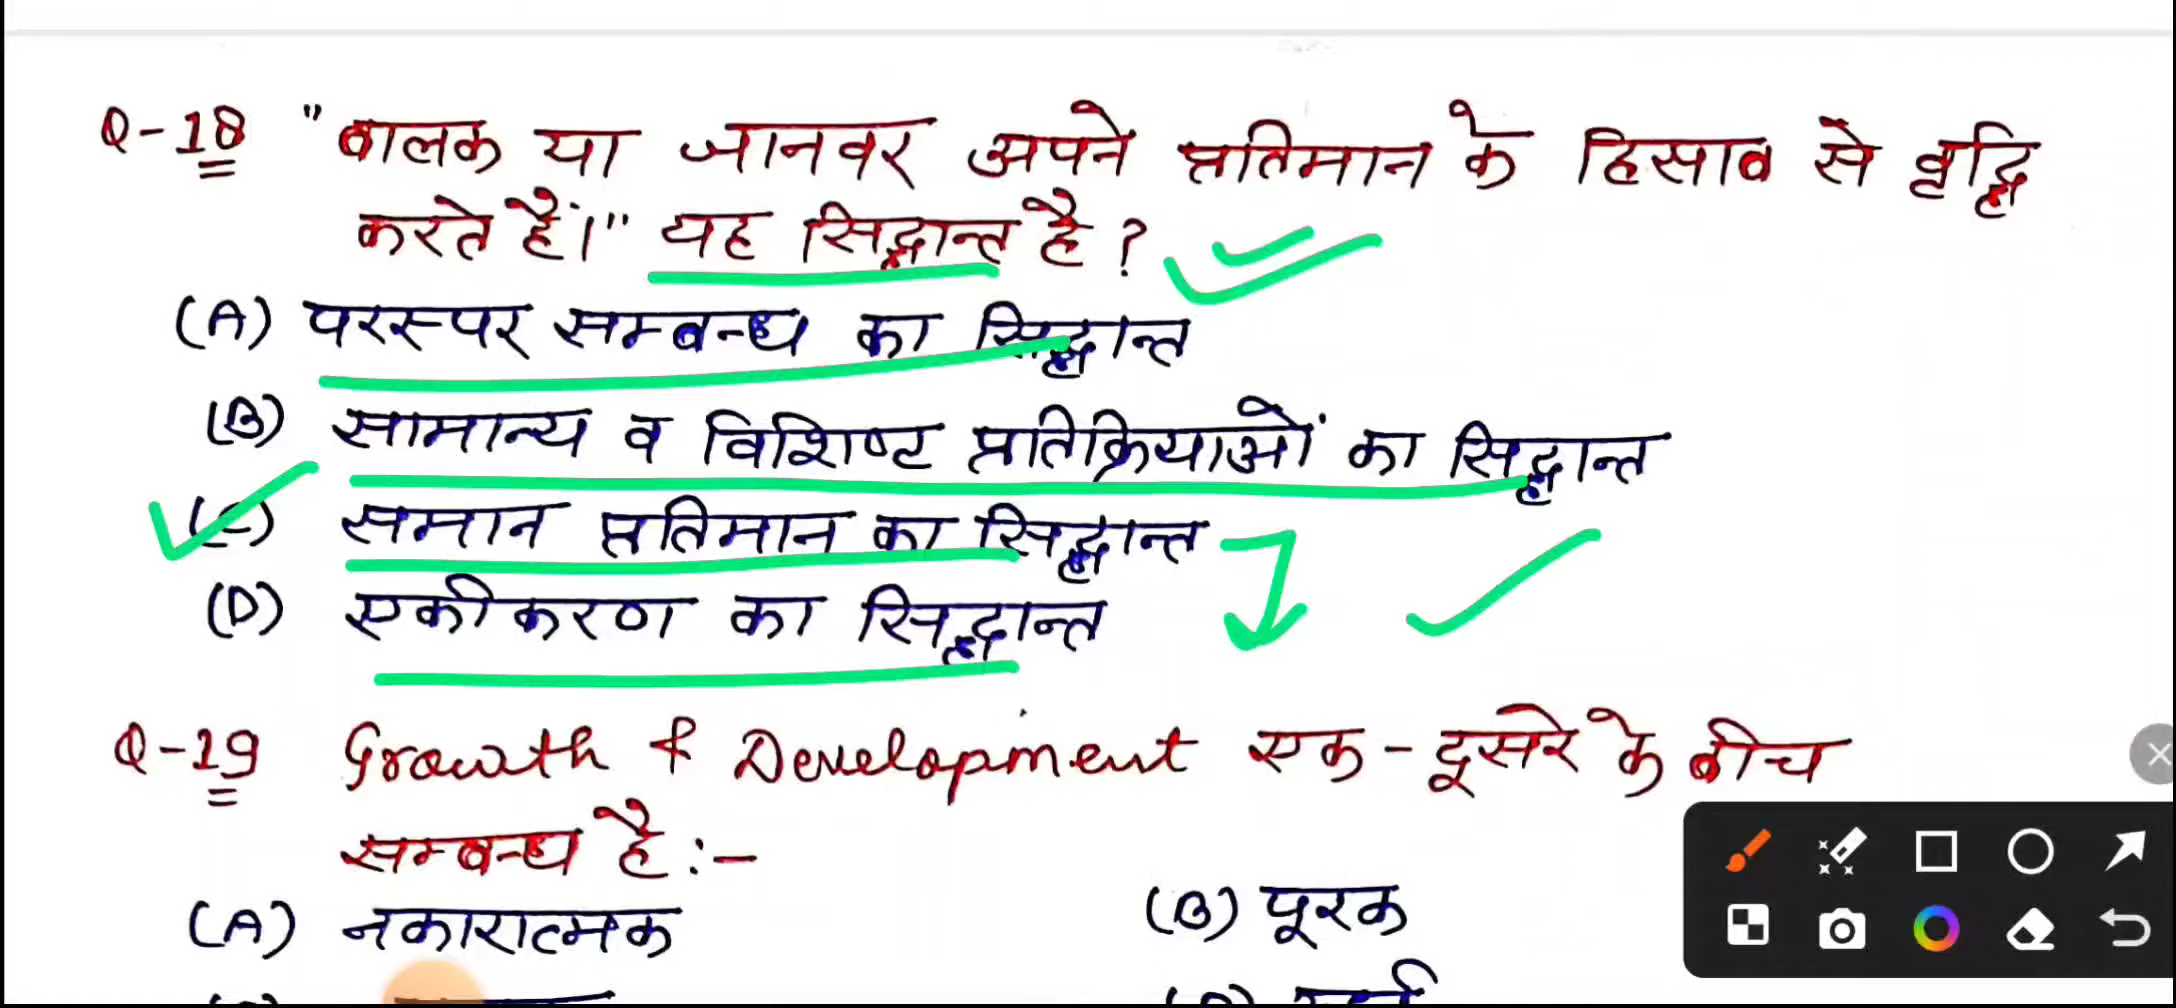 Q-18 "बालक या जानवर अपने प्रतिमान के हिसाब से वृद्धि
करते हैं।" यह सिद्धान्त है ?
(A) परस्पर सम्बन्ध का सिद्धान्त
(B) सामान्य व विशिष्ट प्रतिक्रियाओं का सिद्धान्त
(C) समान प्रतिमान का सिद्धान्त
(D) एकीकरण का सिद्धान्त
Q-19 Growth & Development एक-दूसरे के बीच
सम्बन्ध है :-
(A) नकारात्मक (B) पूरक